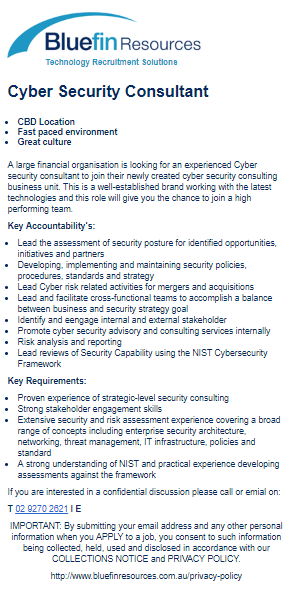 Bluefin Resources
Technology Recruitment Solutions
Cyber Security Consultant
• CBD Location
• Fast paced environment
• Great culture
A large financial organisation is looking for an experienced Cyber
security consultant to join their newly created cyber security consulting
business unit. This is a well-established brand working with the latest
technologies and this role will give you the chance to join a high
performing team.
Key Accountability's:
• Lead the assessment of security posture for identified opportunities,
initiatives and partners
• Developing, implementing and maintaining security policies,
procedures, standards and strategy
• Lead Cyber risk related activities for mergers and acquisitions
• Lead and facilitate cross-functional teams to accomplish a balance
between business and security strategy goal
• Identify and eengage internal and external stakeholder
• Promote cyber security advisory and consulting services internally
• Risk analysis and reporting
• Lead reviews of Security Capability using the NIST Cybersecurity
Framework
Key Requirements:
• Proven experience of strategic-level security consulting
• Strong stakeholder engagement skills
• Extensive security and risk assessment experience covering a broad
range of concepts including enterprise security architecture,
networking, threat management, IT infrastructure, policies and
standard
• A strong understanding of NIST and practical experience developing
assessments against the framework
If you are interested in a confidential discussion please call or emial on:
T 02 9270 2621 I E
IMPORTANT: By submitting your email address and any other personal
information when you APPLY to a job, you consent to such information
being collected, held, used and disclosed in accordance with our
COLLECTIONS NOTICE and PRIVACY POLICY.
http://www.bluefinresources.com.au/privacy-policy